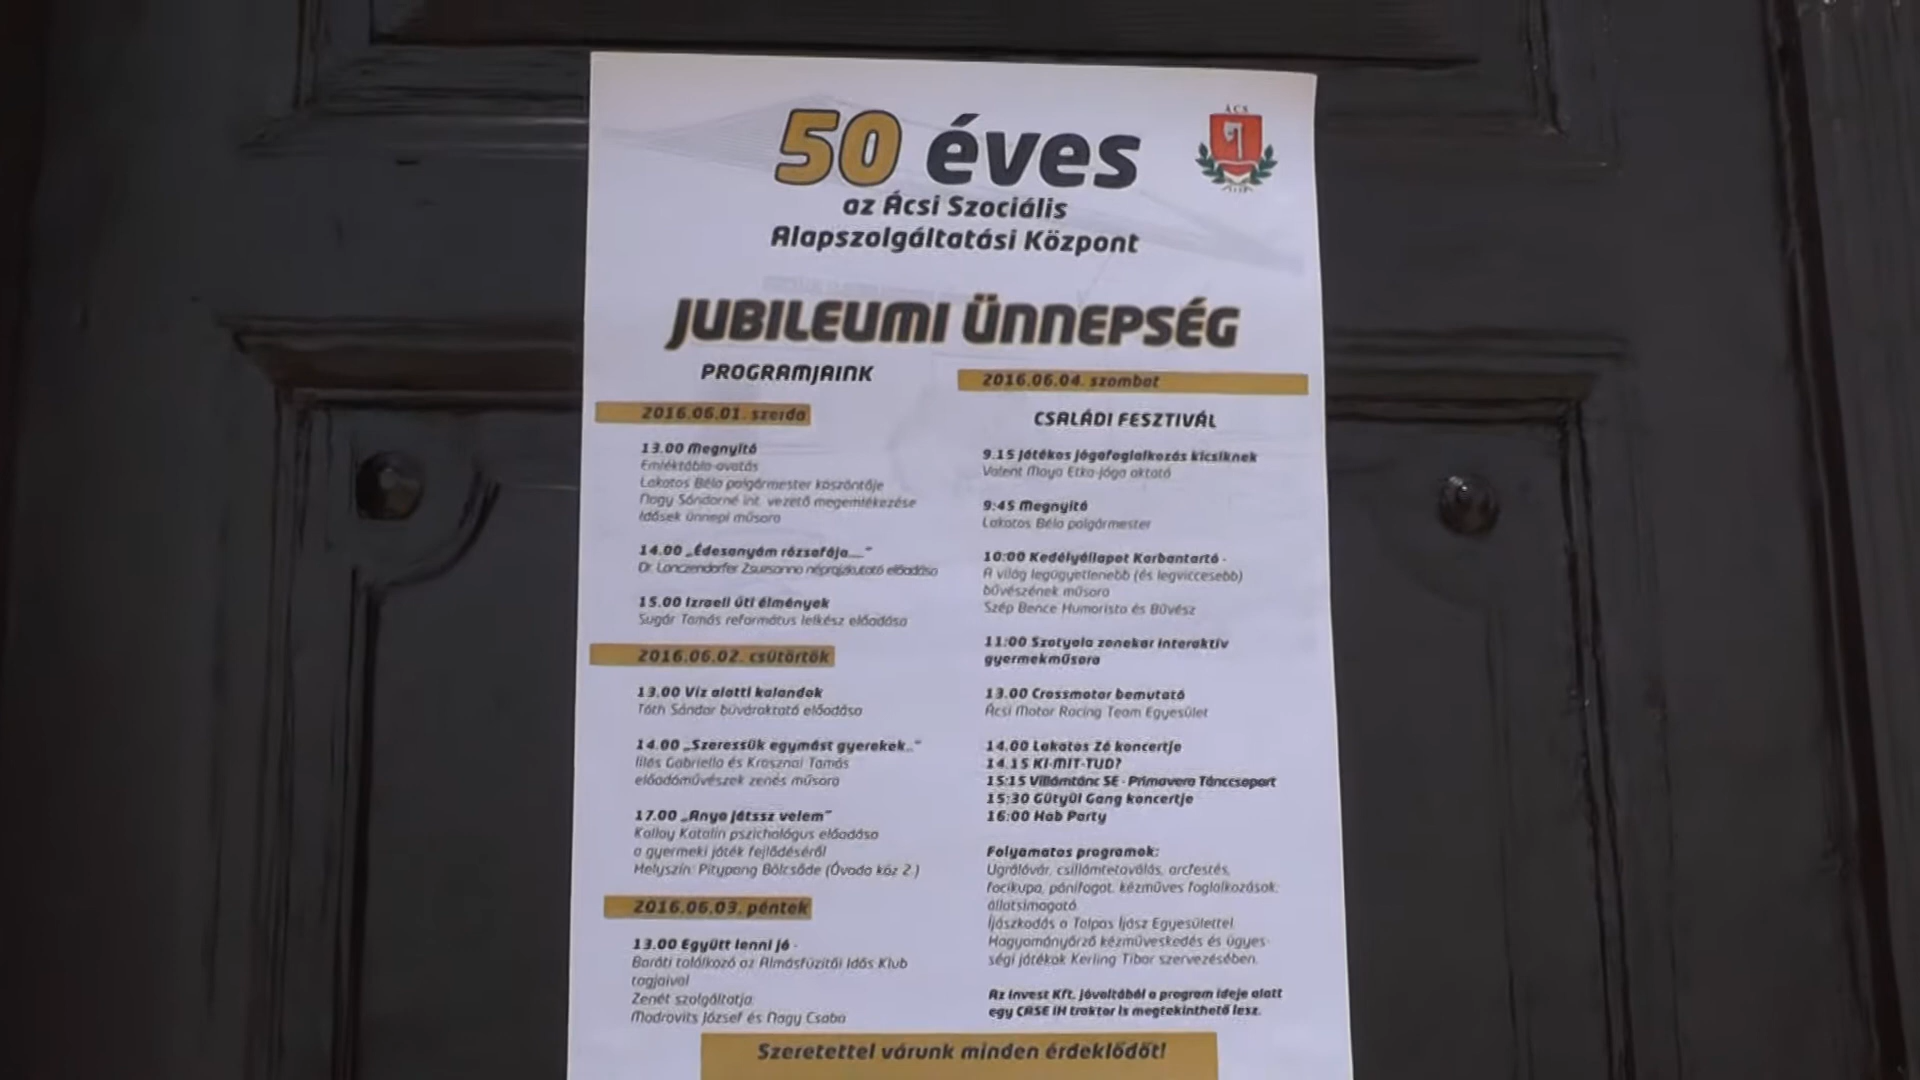 ÁCS
50 éves
az Ácsi Szociális
Alapszolgáltatási Központ
JUBILEUMI ÜNNEPSÉG
PROGRAMJAINK
2016.06.01. szerda
13.00 Megnyitó
Emléktábla-avatás
Lakatos Béla polgármester köszöntője
Nagy Sándorné int. vezető megemlékezése
Idősek ünnepi műsora
14.00 „Édesanyám rózsafája....”
Dr. Lanczendorfer Zsuzsanna néprajzkutató előadása
15.00 Izraeli úti élmények
Sugár Tamás református lelkész előadása
2016.06.02. csütörtök
13.00 Víz alatti kalandok
Tóth Sándor búvároktató előadása
14.00 „Szeressük egymást gyerekek..”
Illés Gabriella és Krasznai Tamás
előadóművészek zenés műsora
17.00 „Anya játssz velem”
Kállay Katalin pszichológus előadása
a gyermeki játék fejlődéséről
Helyszín: Pitypang Bölcsőde (Óvoda köz 2.)
2016.06.03. péntek
13.00 Együtt lenni jó -
Baráti találkozó az Almásfüzitői Idős Klub
tagjaival
Zenét szolgáltatja:
Modrovits József és Nagy Csaba
2016.06.04. szombat
CSALÁDI FESZTIVÁL
9.15 Játékos jógafoglalkozás kicsiknek
Valent Maya Etka-Jóga oktató
9:45 Megnyitó
Lakatos Béla polgármester
10:00 Kedélyállapot Karbantartó -
A világ legügyetlenebb (és legviccesebb)
bűvészének műsora
Szép Bence Humorista és Bűvész
11:00 Szotyola zenekar interaktív
gyermekműsora
13.00 Crossmotor bemutató
Ácsi Motor Racing Team Egyesület
14.00 Lakatos Zé koncertje
14.15 KI-MIT-TUD?
15:15 Villámtánc SE - Primavera Tánccsoport
15:30 Gütyül Gang koncertje
16:00 Hab Party
Folyamatos programok:
Ugrálóvár, csillámtetoválás, arcfestés,
focikupa, pónifogat, kézműves foglalkozások,
állatsimogató
Íjászkodás a Talpas Íjász Egyesülettel
Hagyományőrző kézműveskedés és ügyes-
ségi játékok Kerling Tibor szervezésében.
Az Invest Kft. jóvoltából a program ideje alatt
egy CASE IH traktor is megtekinthető lesz.
Szeretettel várunk minden érdeklődőt!